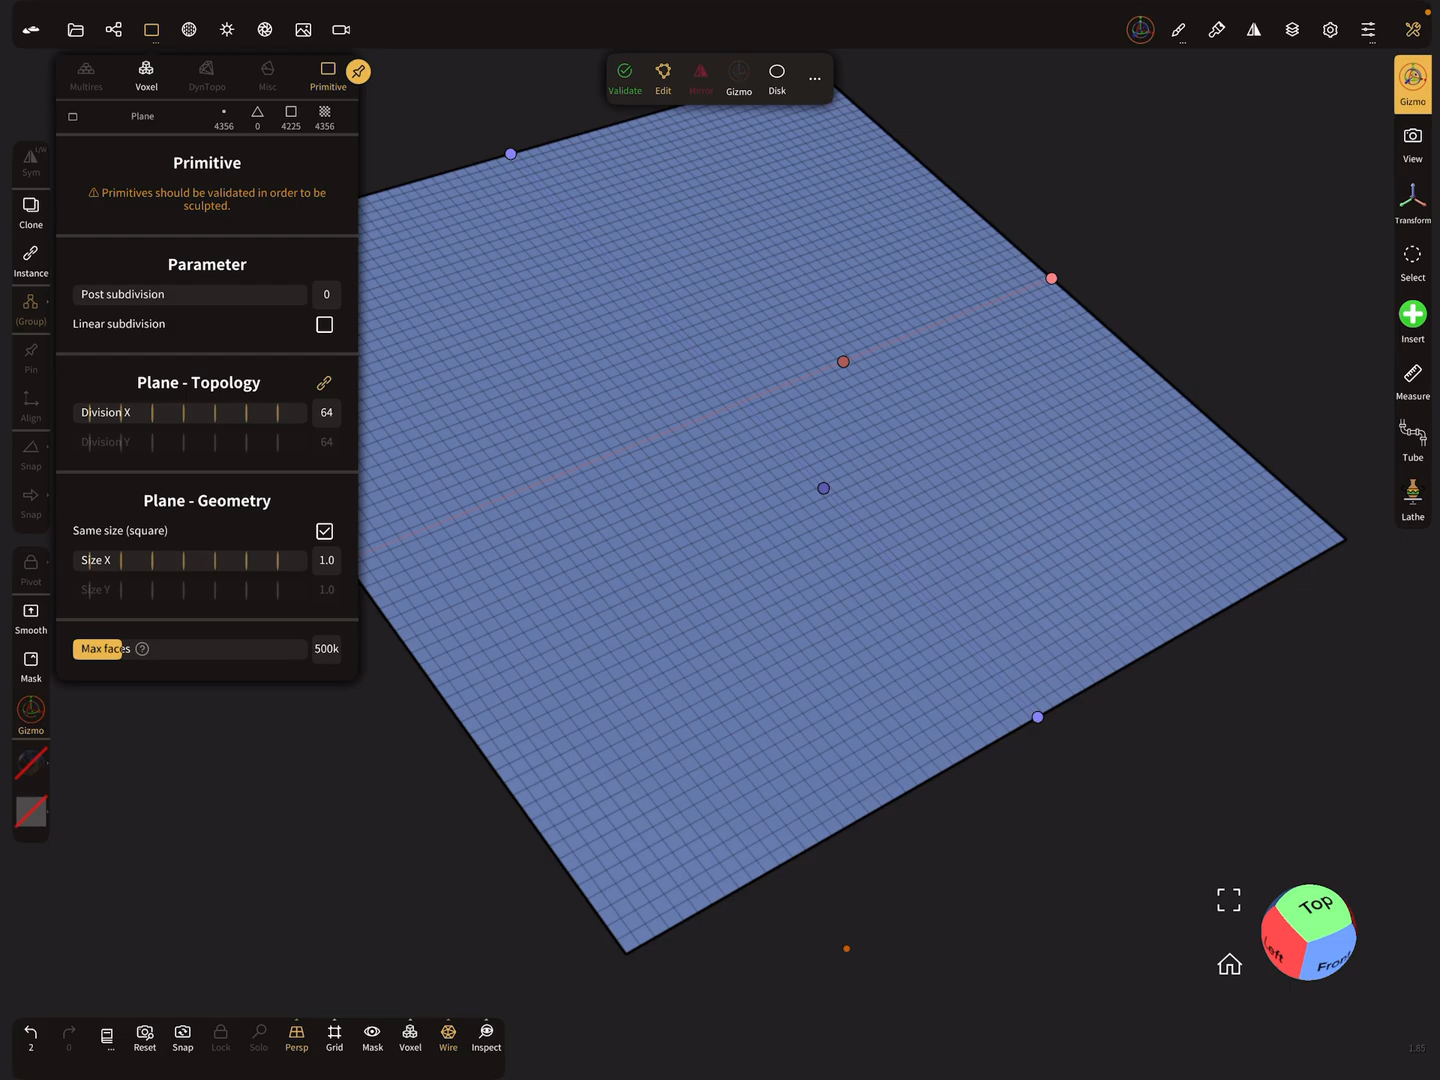 Multires Voxel DynTopo Misc Primitive
Plane 4356 0 4225 4356
Primitive
Primitives should be validated in order to be
sculpted.
Parameter
Post subdivision 0
Linear subdivision
Plane - Topology
Division X 64
Division Y 64
Plane - Geometry
Same size (square)
Size X 1.0
Size Y 1.0
Max faces ? 500k
L/W
Sym
Clone
Instance
(Group)
Pin
Align
Snap
Snap
Pivot
Smooth
Mask
Gizmo
Validate Edit Mirror Gizmo Disk ...
Gizmo
View
Transform
Select
Insert
Measure
Tube
Lathe
Top
Left
Front
2 0 ... Reset Snap Lock Solo Persp Grid Mask Voxel Wire Inspect
1.85